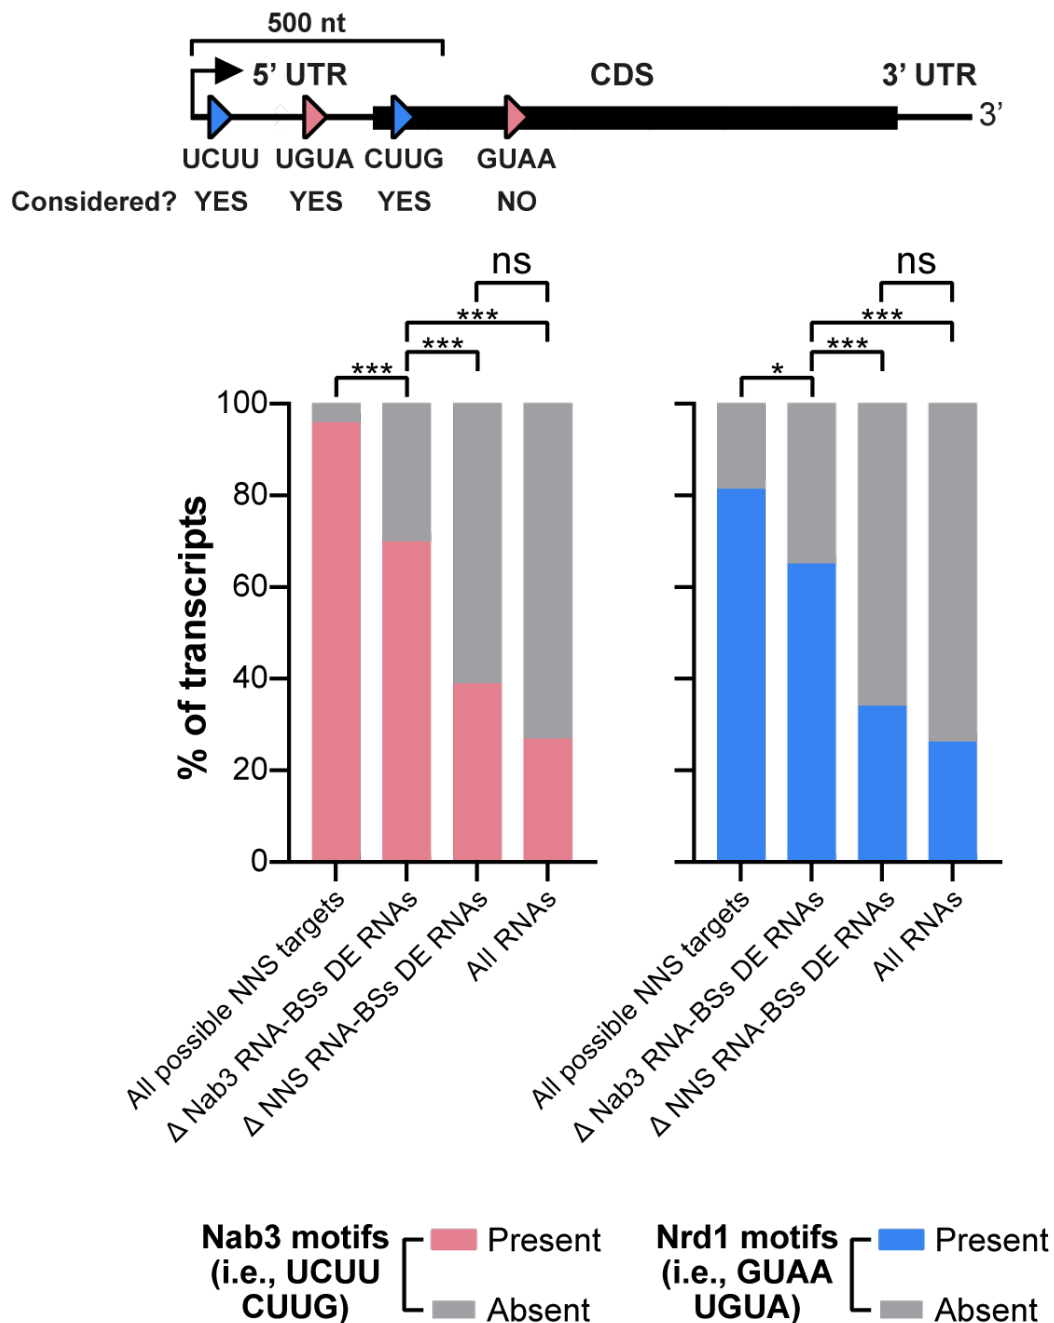 500 nt
5’ UTR CDS 3’ UTR
3’
UCUU UGUA CUUG GUAA
Considered? YES YES YES NO
ns ns
*** ***
*** ***
*** *
% of transcripts
100
80
60
40
20
0
All possible NNS targets
Δ Nab3 RNA-BSs DE RNAs
Δ NNS RNA-BSs DE RNAs
All RNAs
All possible NNS targets
Δ Nab3 RNA-BSs DE RNAs
Δ NNS RNA-BSs DE RNAs
All RNAs
Nab3 motifs
(i.e., UCUU
CUUG)
Present
Absent
Nrd1 motifs
(i.e., GUAA
UGUA)
Present
Absent